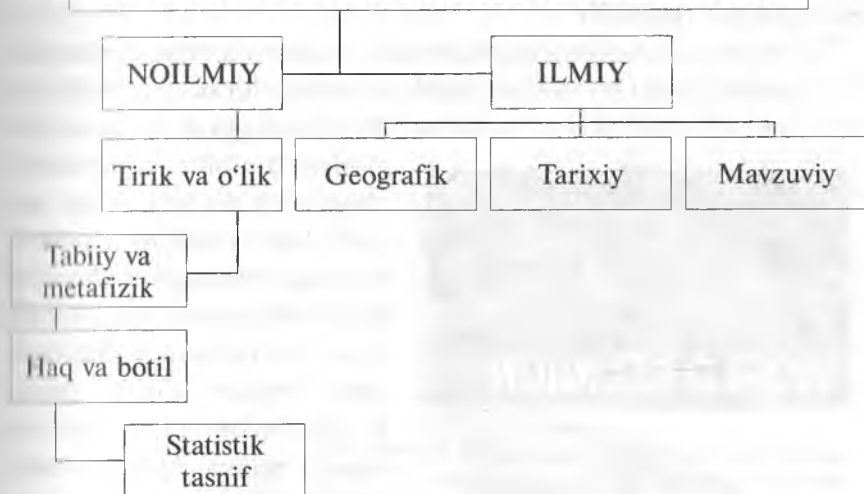 NOILMIY
ILMIY
Tirik va o‘lik
Geografik
Tarixiy
Mavzuviy
Tabiiy va
metafizik
Haq va botil
Statistik
tasnif